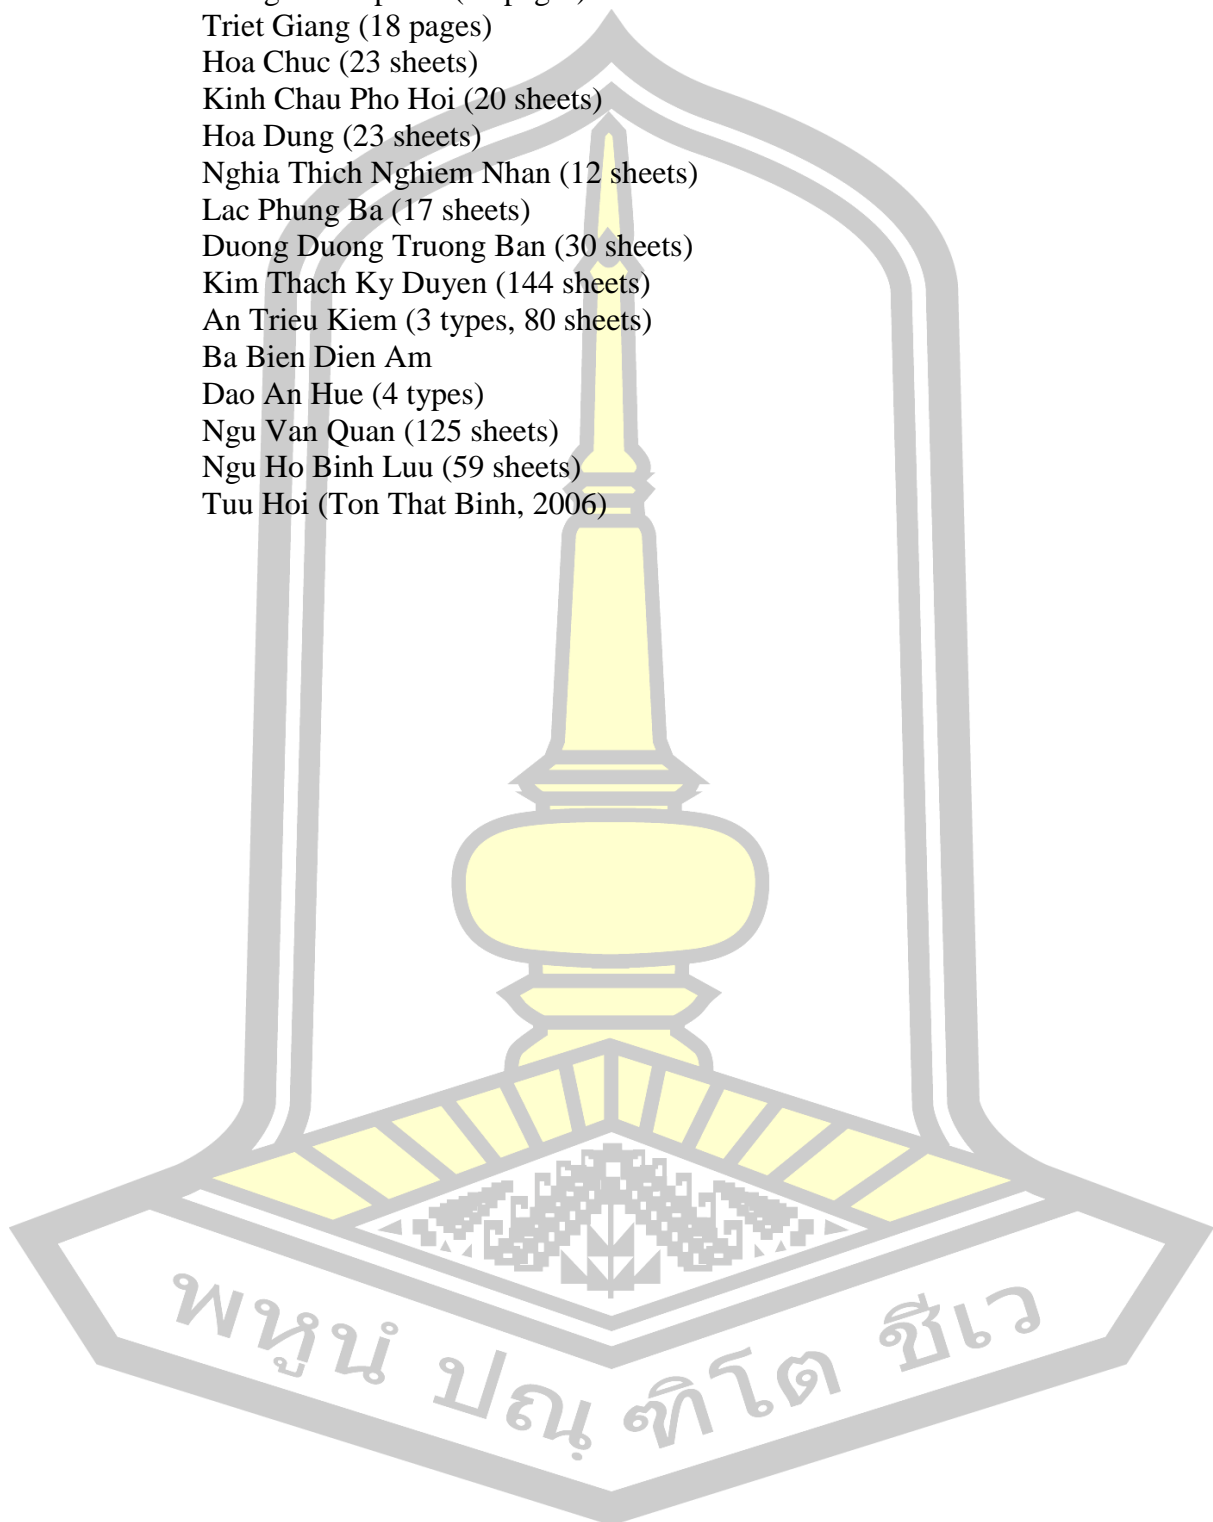 Triet Giang (18 pages)
Hoa Chuc (23 sheets)
Kinh Chau Pho Hoi (20 sheets)
Hoa Dung (23 sheets)
Nghia Thich Nghiem Nhan (12 sheets)
Lac Phung Ba (17 sheets)
Duong Duong Truong Ban (30 sheets)
Kim Thach Ky Duyen (144 sheets)
An Trieu Kiem (3 types, 80 sheets)
Ba Bien Dien Am
Dao An Hue (4 types)
Ngu Van Quan (125 sheets)
Ngu Ho Binh Luu (59 sheets)
Tuu Hoi (Ton That Binh, 2006)
พหูนํ ปณฺฑิโต ชีเว